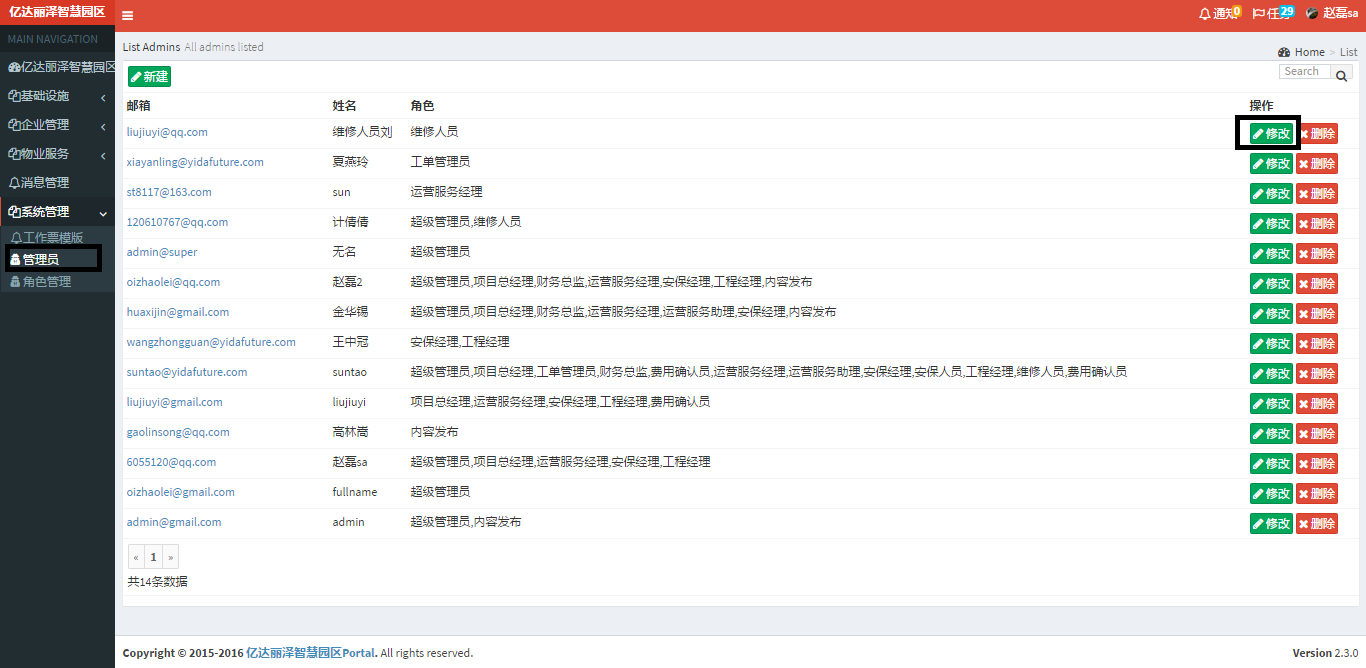 亿达丽泽智慧园区
通知 0 任务 29 赵磊sa
MAIN NAVIGATION
亿达丽泽智慧园区
基础设施
企业管理
物业服务
消息管理
系统管理
工作票模版
管理员
角色管理
List Admins All admins listed
Home > List
新建
Search
邮箱 姓名 角色 操作
liujiuyi@qq.com 维修人员刘 维修人员 修改 删除
xiayanling@yidafuture.com 夏燕玲 工单管理员 修改 删除
st8117@163.com sun 运营服务经理 修改 删除
120610767@qq.com 计倩倩 超级管理员,维修人员 修改 删除
admin@super 无名 超级管理员 修改 删除
oizhaolei@qq.com 赵磊2 超级管理员,项目总经理,财务总监,运营服务经理,安保经理,工程经理,内容发布 修改 删除
huaxijin@gmail.com 金华锡 超级管理员,项目总经理,财务总监,运营服务经理,运营服务助理,安保经理,内容发布 修改 删除
wangzhongguan@yidafuture.com 王中冠 安保经理,工程经理 修改 删除
suntao@yidafuture.com suntao 超级管理员,项目总经理,工单管理员,财务总监,费用确认员,运营服务经理,运营服务助理,安保经理,安保人员,工程经理,维修人员,费用确认员 修改 删除
liujiuyi@gmail.com liujiuyi 项目总经理,运营服务经理,安保经理,工程经理,费用确认员 修改 删除
gaolinsong@qq.com 高林嵩 内容发布 修改 删除
6055120@qq.com 赵磊sa 超级管理员,项目总经理,运营服务经理,安保经理,工程经理 修改 删除
oizhaolei@gmail.com fullname 超级管理员 修改 删除
admin@gmail.com admin 超级管理员,内容发布 修改 删除
« 1 »
共14条数据
Copyright © 2015-2016 亿达丽泽智慧园区Portal. All rights reserved.
Version 2.3.0